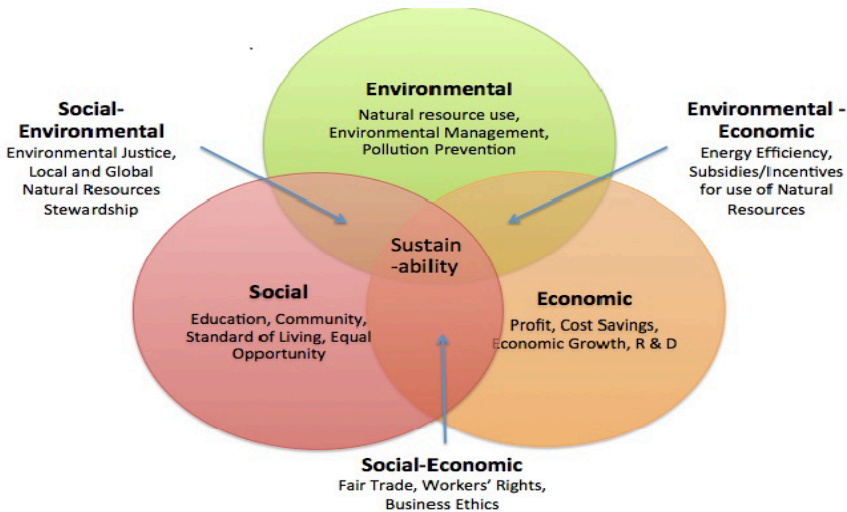 Environmental
Natural resource use,
Environmental Management,
Pollution Prevention
Social-
Environmental
Environmental Justice,
Local and Global
Natural Resources
Stewardship
Environmental -
Economic
Energy Efficiency,
Subsidies/Incentives
for use of Natural
Resources
Sustain
-ability
Social
Education, Community,
Standard of Living, Equal
Opportunity
Economic
Profit, Cost Savings,
Economic Growth, R & D
Social-Economic
Fair Trade, Workers’ Rights,
Business Ethics